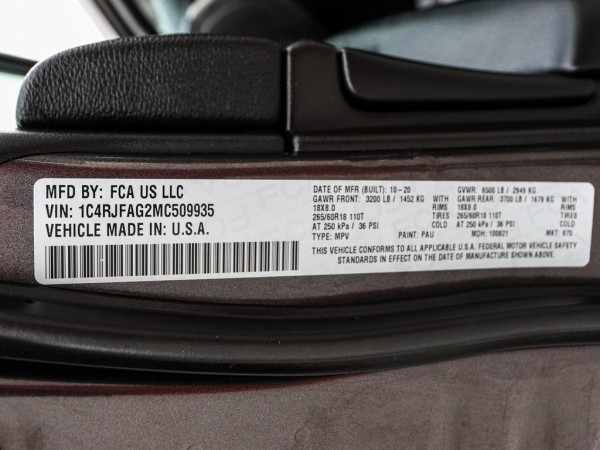 MFD BY: FCA US LLC
VIN: 1C4RJFAG2MC509935
VEHICLE MADE IN: U.S.A.
DATE OF MFR (BUILT): 10-20 GVWR: 6500 LB / 2949 KG
GAWR FRONT: 3200 LB / 1452 KG WITH GAWR REAR: 3700 LB / 1679 KG WITH
18X8.0 RIMS 18X8.0 RIMS
265/60R18 110T TIRES 265/60R18 110T TIRES
AT 250 kPa / 36 PSI COLD AT 250 kPa / 36 PSI COLD
TYPE: MPV PAINT: PAU MDH: 100821 MKT: 875
THIS VEHICLE CONFORMS TO ALL APPLICABLE U.S.A. FEDERAL MOTOR VEHICLE SAFETY
STANDARDS IN EFFECT ON THE DATE OF MANUFACTURE SHOWN ABOVE.